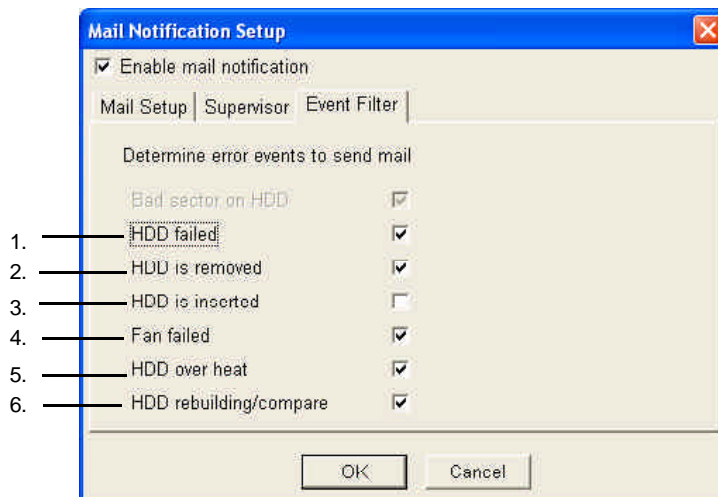 Mail Notification Setup
Enable mail notification
Mail Setup Supervisor Event Filter
Determine error events to send mail
Bad sector on HDD
1. HDD failed
2. HDD is removed
3. HDD is inserted
4. Fan failed
5. HDD over heat
6. HDD rebuilding/compare
OK Cancel